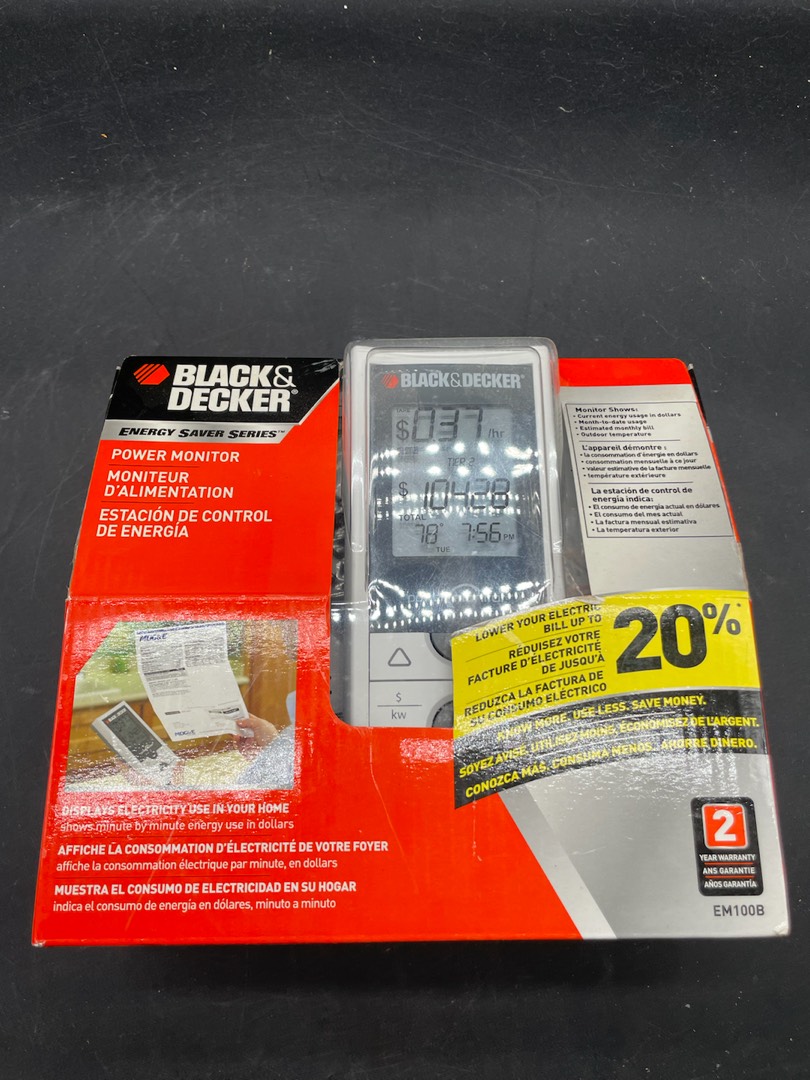 BLACK&
DECKER®
ENERGY SAVER SERIES™
POWER MONITOR
MONITEUR
D'ALIMENTATION
ESTACIÓN DE CONTROL
DE ENERGÍA
BLACK&DECKER®
$0.37 /hr
TIER 2
$104.28
TOTAL
78° 7:56 PM
TUE
$
kw
Monitor Shows:
• Current energy usage in dollars
• Month-to-date usage
• Estimated monthly bill
• Outdoor temperature
L'appareil démontre :
• la consommation d'énergie en dollars
• consommation mensuelle à ce jour
• valeur estimative de la facture mensuelle
• température extérieure
La estación de control de
energía indica:
• El consumo de energía actual en dólares
• El consumo del mes actual
• La factura mensual estimativa
• La temperatura exterior
LOWER YOUR ELECTRIC
BILL UP TO
RÉDUISEZ VOTRE
FACTURE D'ÉLECTRICITÉ
DE JUSQU'À
REDUZCA LA FACTURA DE
SU CONSUMO ELÉCTRICO
20%*
KNOW MORE. USE LESS. SAVE MONEY.
SOYEZ AVISÉ. UTILISEZ MOINS. ÉCONOMISEZ DE L'ARGENT.
CONOZCA MÁS. CONSUMA MENOS. AHORRE DINERO.
DISPLAYS ELECTRICITY USE IN YOUR HOME
shows minute by minute energy use in dollars
AFFICHE LA CONSOMMATION D'ÉLECTRICITÉ DE VOTRE FOYER
affiche la consommation électrique par minute, en dollars
MUESTRA EL CONSUMO DE ELECTRICIDAD EN SU HOGAR
indica el consumo de energía en dólares, minuto a minuto
2
YEAR WARRANTY
ANS GARANTIE
AÑOS GARANTÍA
EM100B